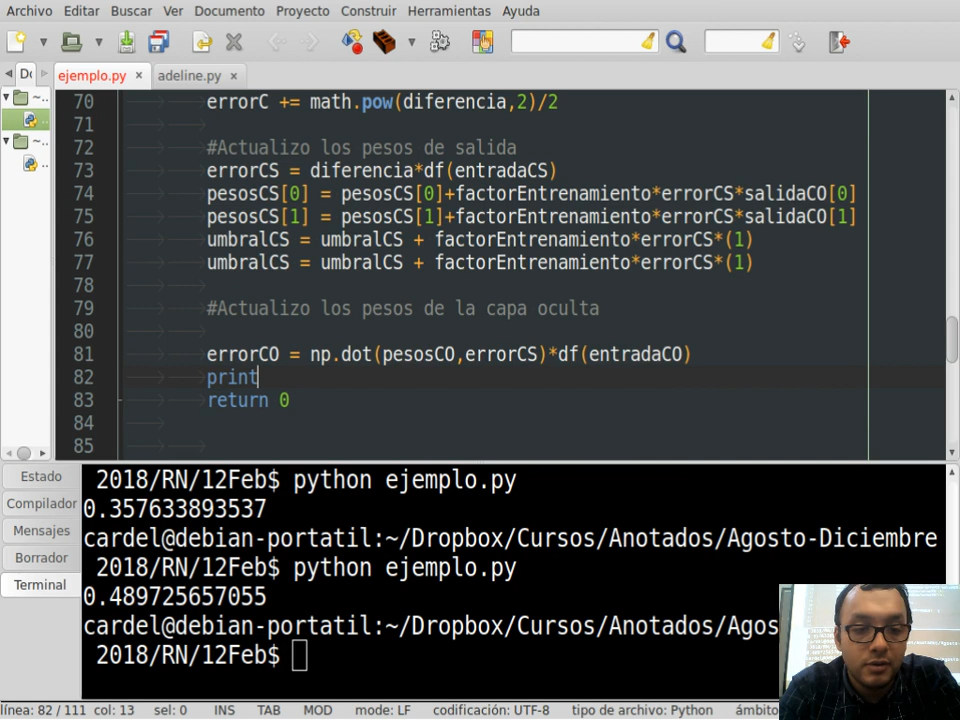 Archivo Editar Buscar Ver Documento Proyecto Construir Herramientas Ayuda
ejemplo.py × adeline.py ×
70 errorC += math.pow(diferencia,2)/2
71
72 #Actualizo los pesos de salida
73 errorCS = diferencia*df(entradaCS)
74 pesosCS[0] = pesosCS[0]+factorEntrenamiento*errorCS*salidaCO[0]
75 pesosCS[1] = pesosCS[1]+factorEntrenamiento*errorCS*salidaCO[1]
76 umbralCS = umbralCS + factorEntrenamiento*errorCS*(1)
77 umbralCS = umbralCS + factorEntrenamiento*errorCS*(1)
78
79 #Actualizo los pesos de la capa oculta
80
81 errorCO = np.dot(pesosCO,errorCS)*df(entradaCO)
82 print
83 return 0
84
85
Estado
Compilador
Mensajes
Borrador
Terminal
2018/RN/12Feb$ python ejemplo.py
0.357633893537
cardel@debian-portatil:~/Dropbox/Cursos/Anotados/Agosto-Diciembre
2018/RN/12Feb$ python ejemplo.py
0.489725657055
cardel@debian-portatil:~/Dropbox/Cursos/Anotados/Agos
2018/RN/12Feb$
línea: 82 / 111 col: 13 sel: 0 INS TAB MOD mode: LF codificación: UTF-8 tipo de archivo: Python ámbito